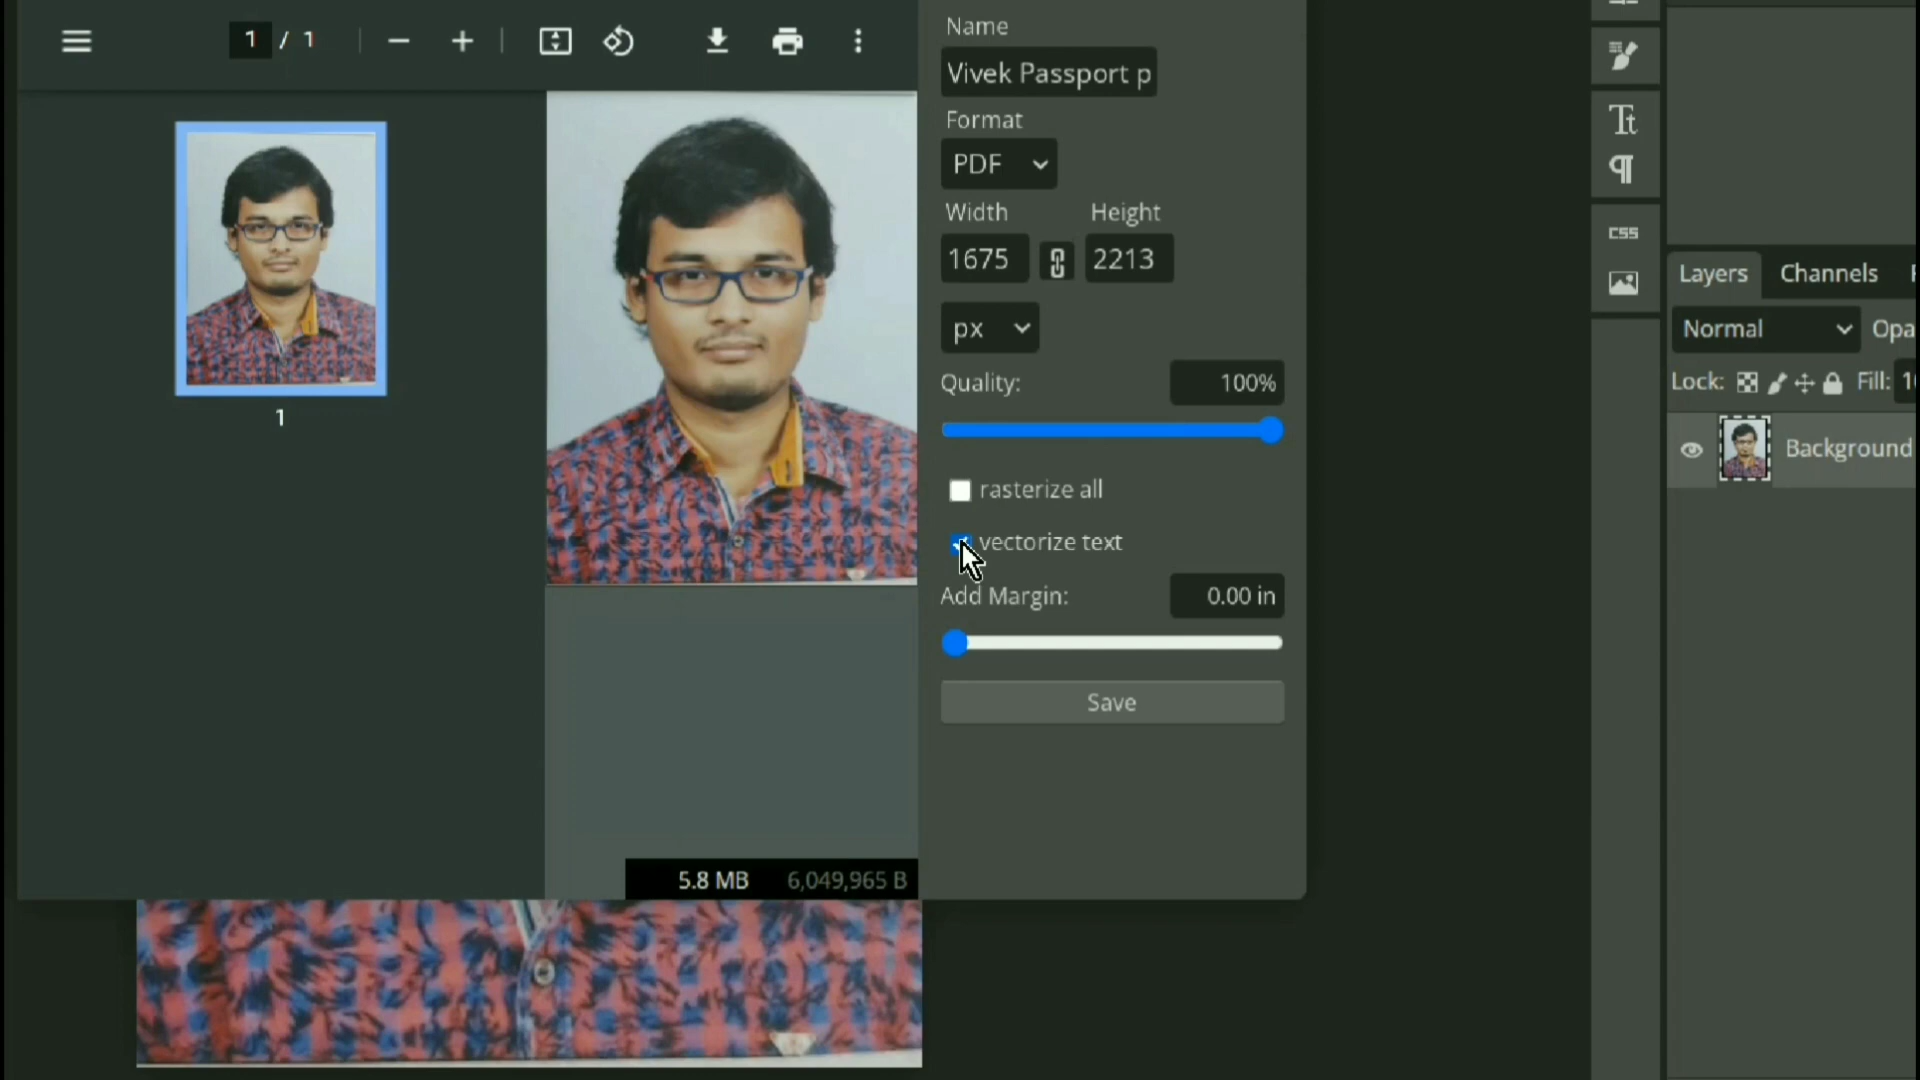 1 / 1
Name
Vivek Passport p
Format
PDF
Width Height
1675 2213
px
Quality: 100%
rasterize all
vectorize text
Add Margin: 0.00 in
Save
1
5.8 MB 6,049,965 B
Tt
CSS
Layers Channels
Normal Opa
Lock: Fill: 1
Background